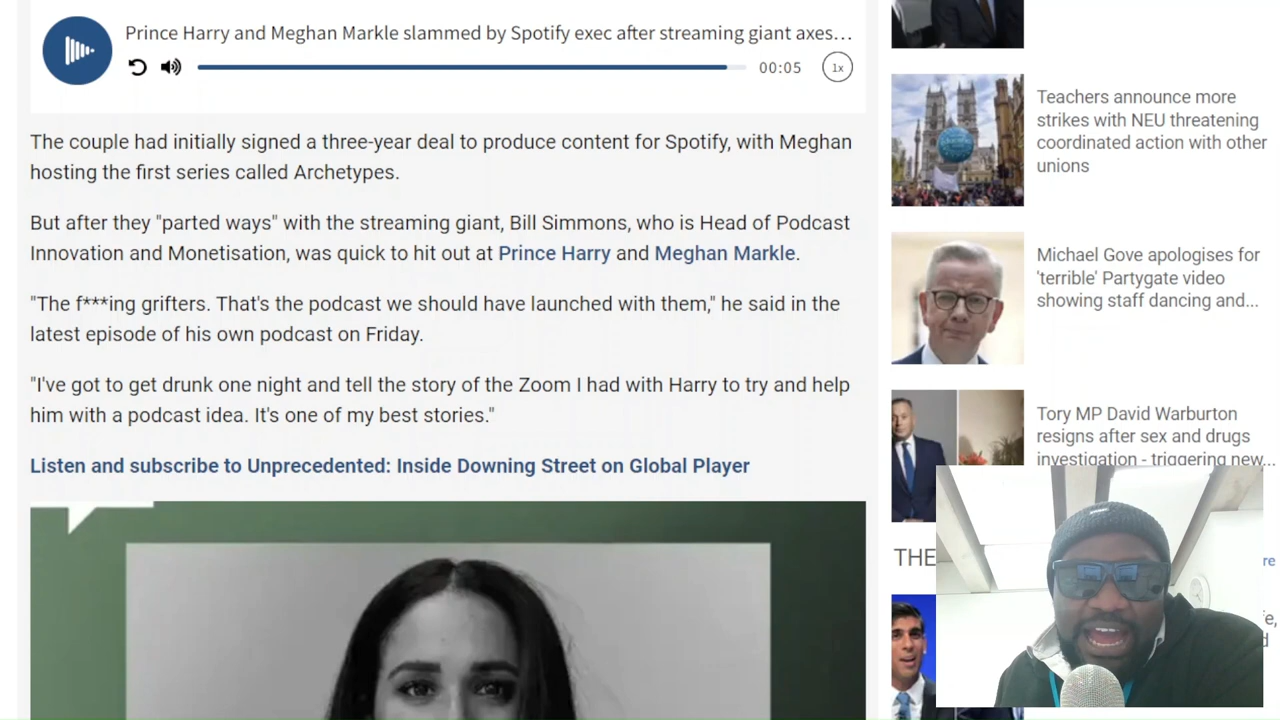 Prince Harry and Meghan Markle slammed by Spotify exec after streaming giant axes…
00:05
1x
The couple had initially signed a three-year deal to produce content for Spotify, with Meghan
hosting the first series called Archetypes.
But after they "parted ways" with the streaming giant, Bill Simmons, who is Head of Podcast
Innovation and Monetisation, was quick to hit out at Prince Harry and Meghan Markle.
"The f***ing grifters. That's the podcast we should have launched with them," he said in the
latest episode of his own podcast on Friday.
"I've got to get drunk one night and tell the story of the Zoom I had with Harry to try and help
him with a podcast idea. It's one of my best stories."
Listen and subscribe to Unprecedented: Inside Downing Street on Global Player
Teachers announce more
strikes with NEU threatening
coordinated action with other
unions
Michael Gove apologises for
'terrible' Partygate video
showing staff dancing and...
Tory MP David Warburton
resigns after sex and drugs
investigation - triggering new...
THE